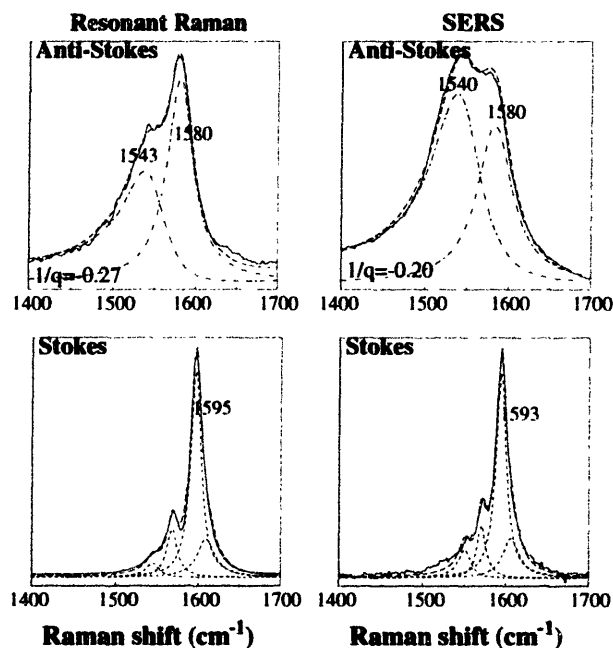 Resonant Raman SERS
Anti-Stokes Anti-Stokes
1543 1580 1540 1580
1/q=-0.27 1/q=-0.20
1400 1500 1600 1700 1400 1500 1600 1700
Stokes Stokes
1595 1593
1400 1500 1600 1700 1400 1500 1600 1700
Raman shift (cm⁻¹) Raman shift (cm⁻¹)